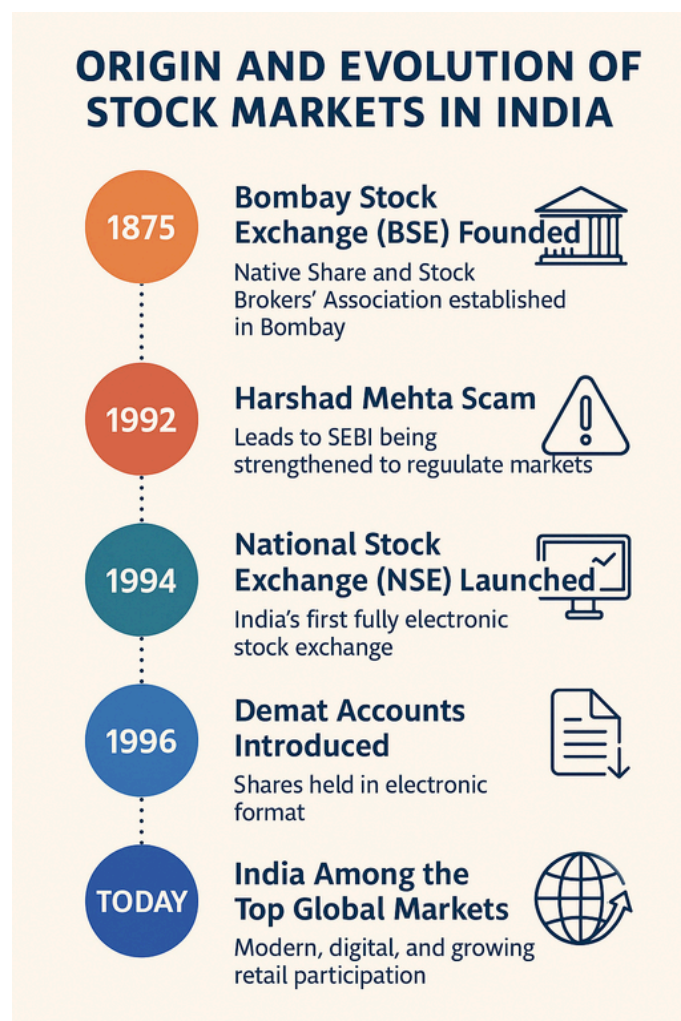 ORIGIN AND EVOLUTION OF
STOCK MARKETS IN INDIA
1875
Bombay Stock
Exchange (BSE) Founded
Native Share and Stock
Brokers’ Association established
in Bombay
1992
Harshad Mehta Scam
Leads to SEBI being
strengthened to reguulate markets
1994
National Stock
Exchange (NSE) Launched
India’s first fully electronic
stock exchange
1996
Demat Accounts
Introduced
Shares held in electronic
format
TODAY
India Among the
Top Global Markets
Modern, digital, and growing
retail participation